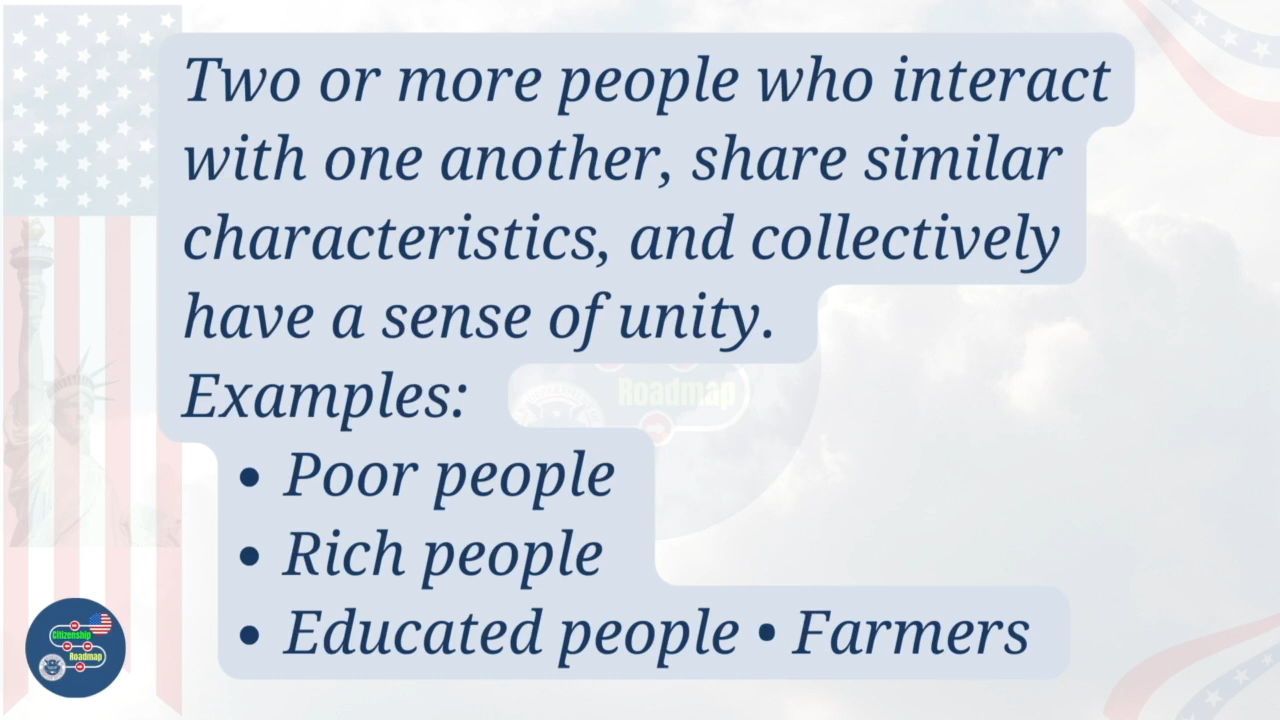 Two or more people who interact
with one another, share similar
characteristics, and collectively
have a sense of unity.
Examples:
Roadmap
• Poor people
• Rich people
• Educated people • Farmers
Citizenship
Roadmap